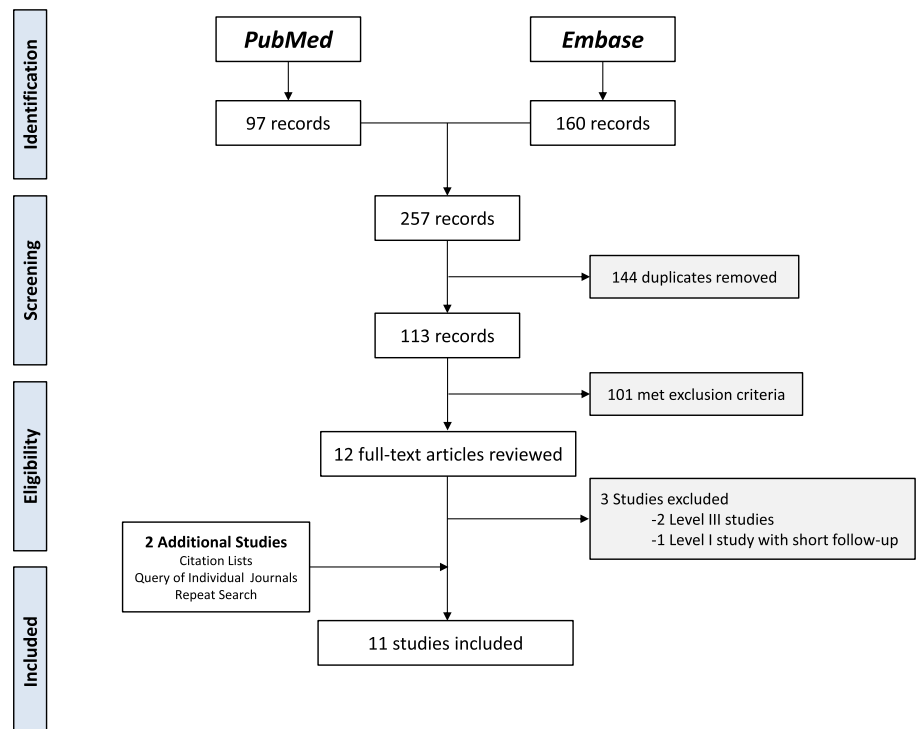 Identification
PubMed
Embase
97 records
160 records
257 records
Screening
144 duplicates removed
113 records
101 met exclusion criteria
Eligibility
12 full-text articles reviewed
3 Studies excluded
-2 Level III studies
-1 Level I study with short follow-up
2 Additional Studies
Citation Lists
Query of Individual Journals
Repeat Search
Included
11 studies included